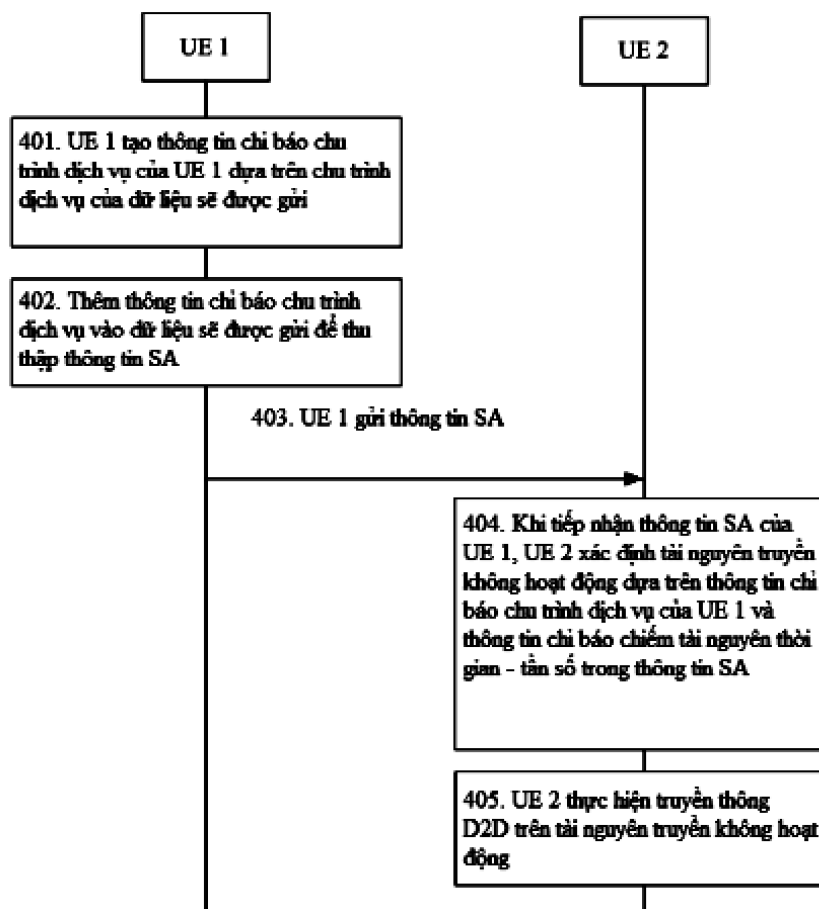 UE 1
UE 2
401. UE 1 tạo thông tin chỉ báo chu
trình dịch vụ của UE 1 dựa trên chu trình
dịch vụ của dữ liệu sẽ được gửi
402. Thêm thông tin chỉ báo chu trình
dịch vụ vào dữ liệu sẽ được gửi để thu
thập thông tin SA
403. UE 1 gửi thông tin SA
404. Khi tiếp nhận thông tin SA của
UE 1, UE 2 xác định tài nguyên truyền
không hoạt động dựa trên thông tin chỉ
báo chu trình dịch vụ của UE 1 và
thông tin chỉ báo chiếm tài nguyên thời
gian - tần số trong thông tin SA
405. UE 2 thực hiện truyền thông
D2D trên tài nguyên truyền không hoạt
động